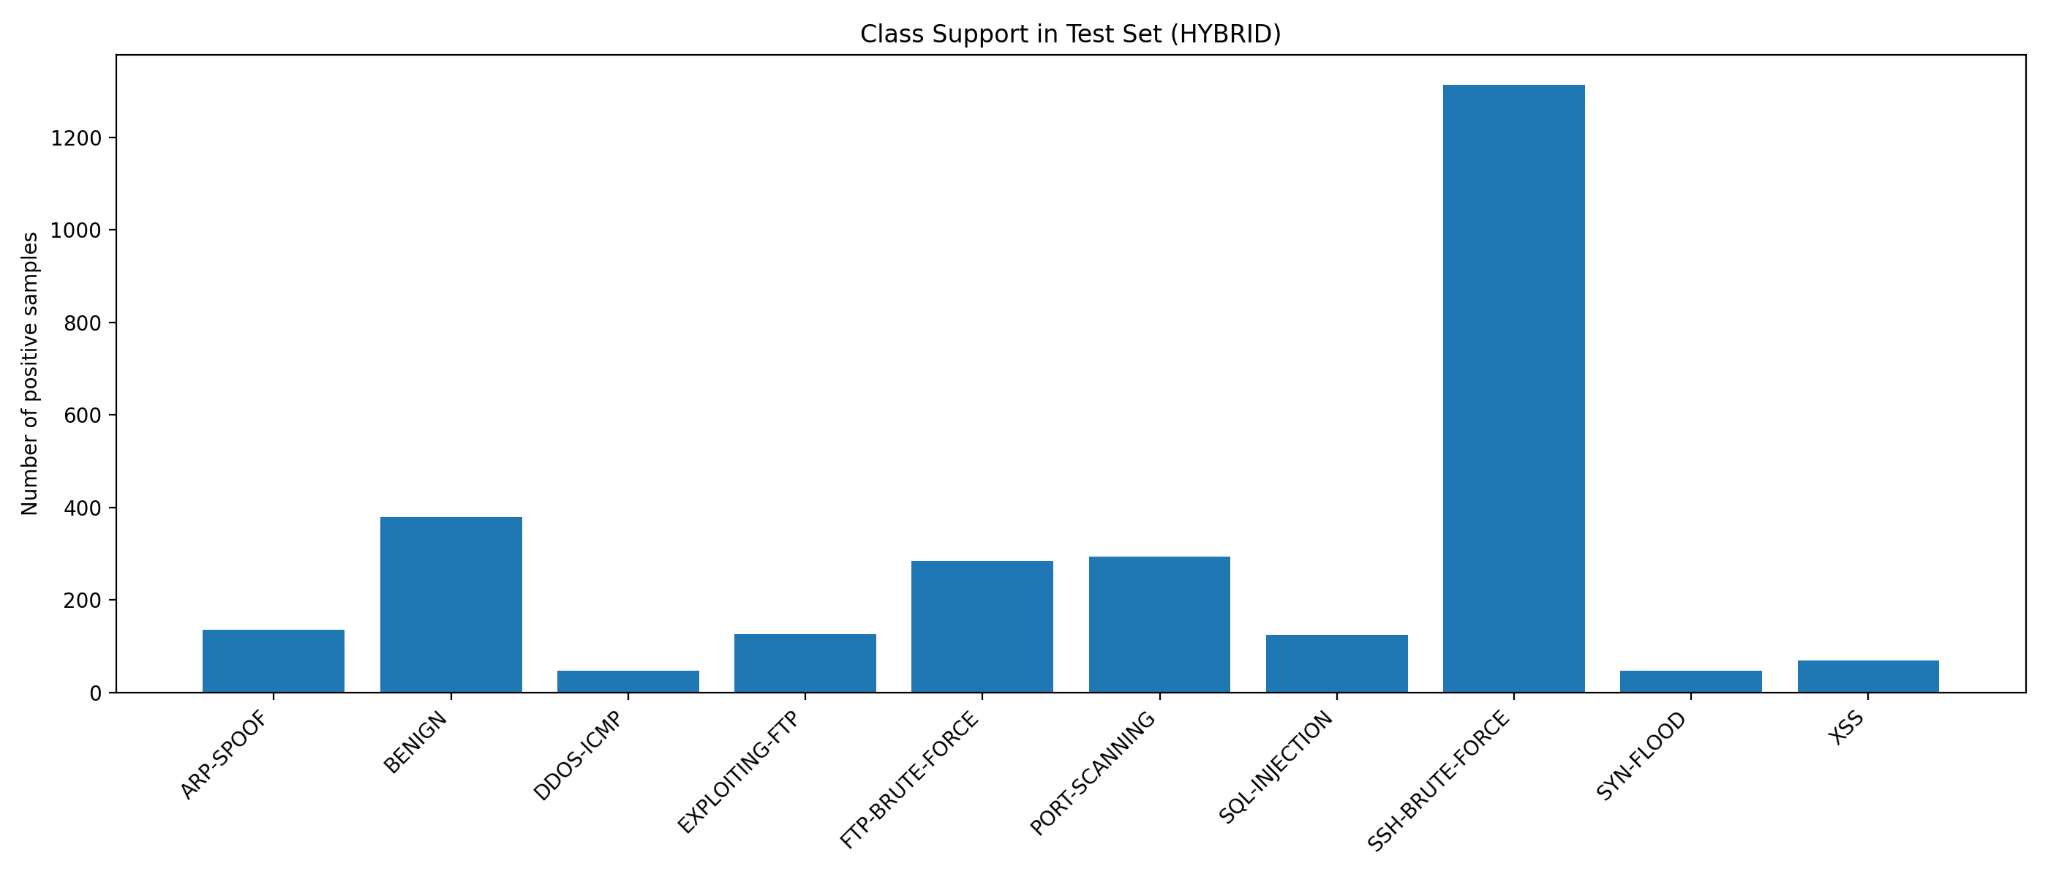 Class Support in Test Set (HYBRID)
Number of positive samples
1200
1000
800
600
400
200
0
ARP-SPOOF
BENIGN
DDOS-ICMP
EXPLOITING-FTP
FTP-BRUTE-FORCE
PORT-SCANNING
SQL-INJECTION
SSH-BRUTE-FORCE
SYN-FLOOD
XSS